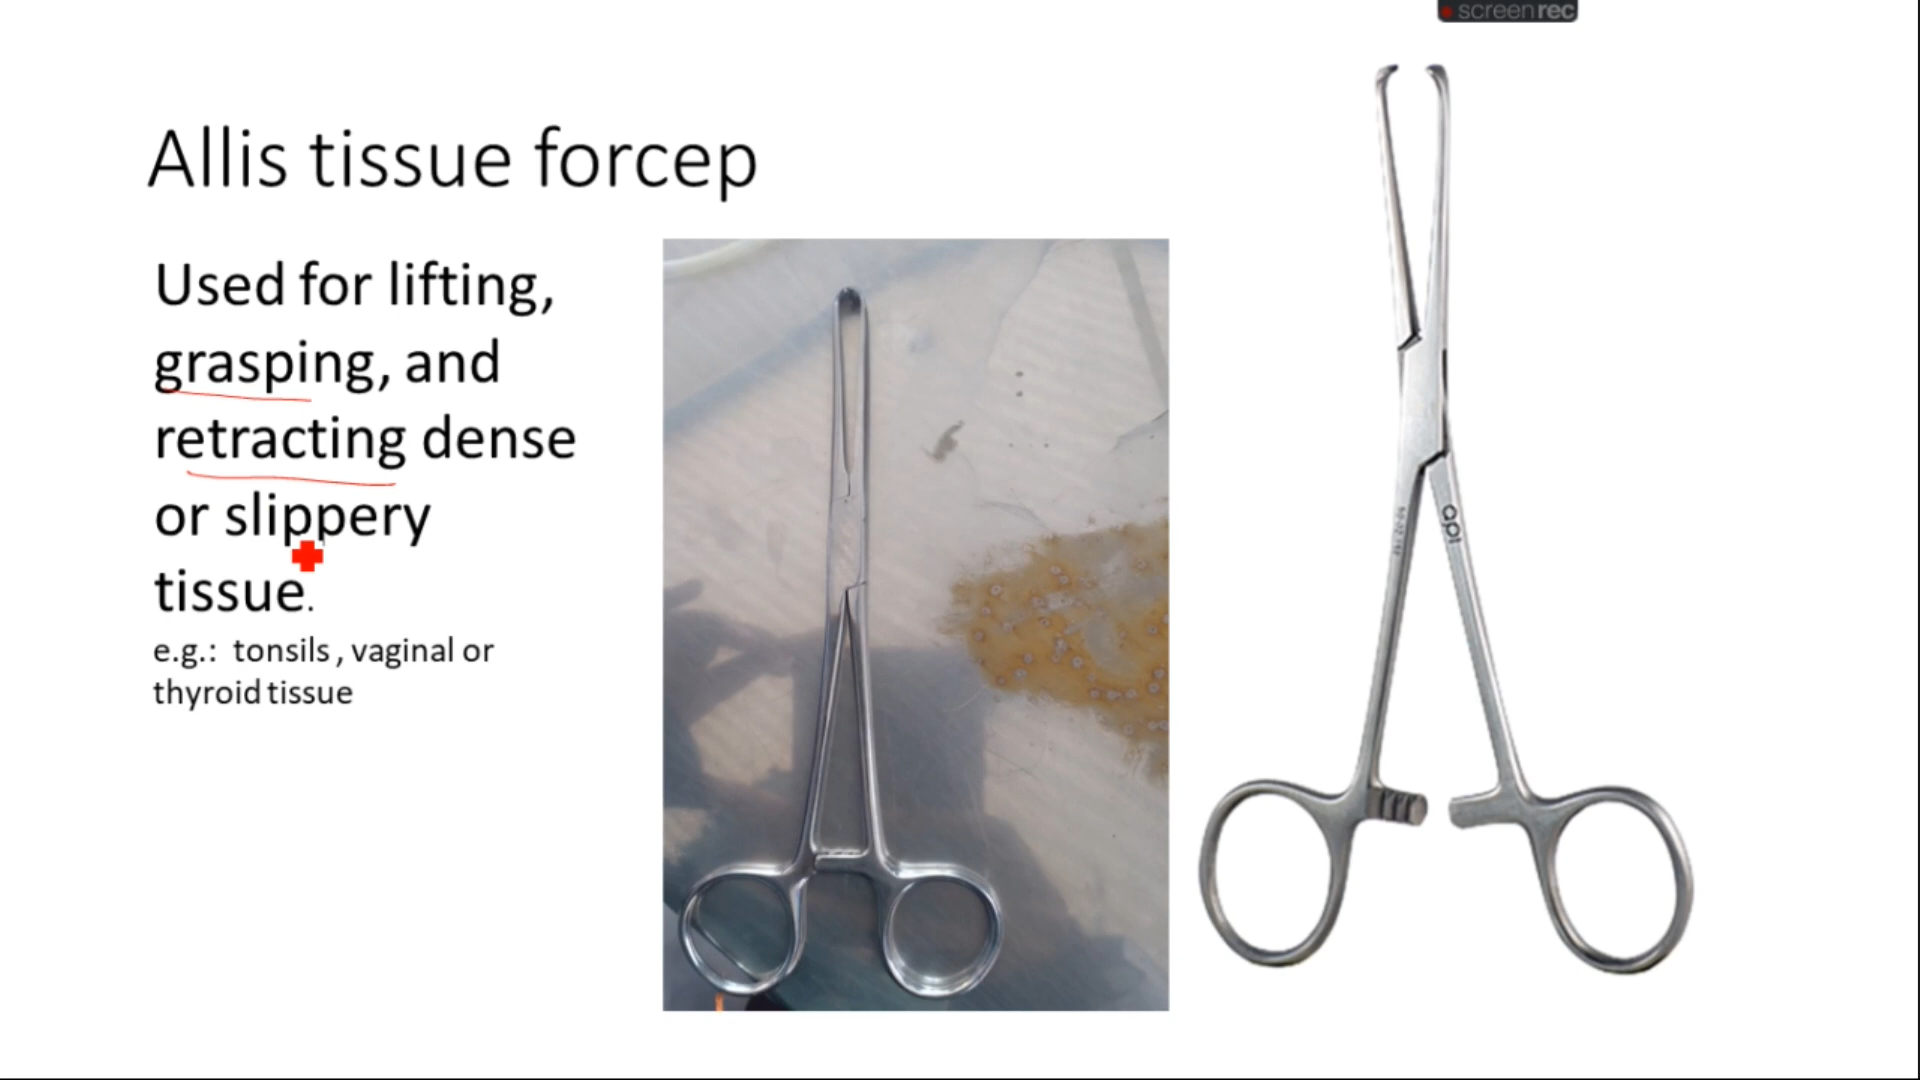 screenrec
Allis tissue forcep
Used for lifting,
grasping, and
retracting dense
or slippery
tissue.
e.g.: tonsils, vaginal or
thyroid tissue
api